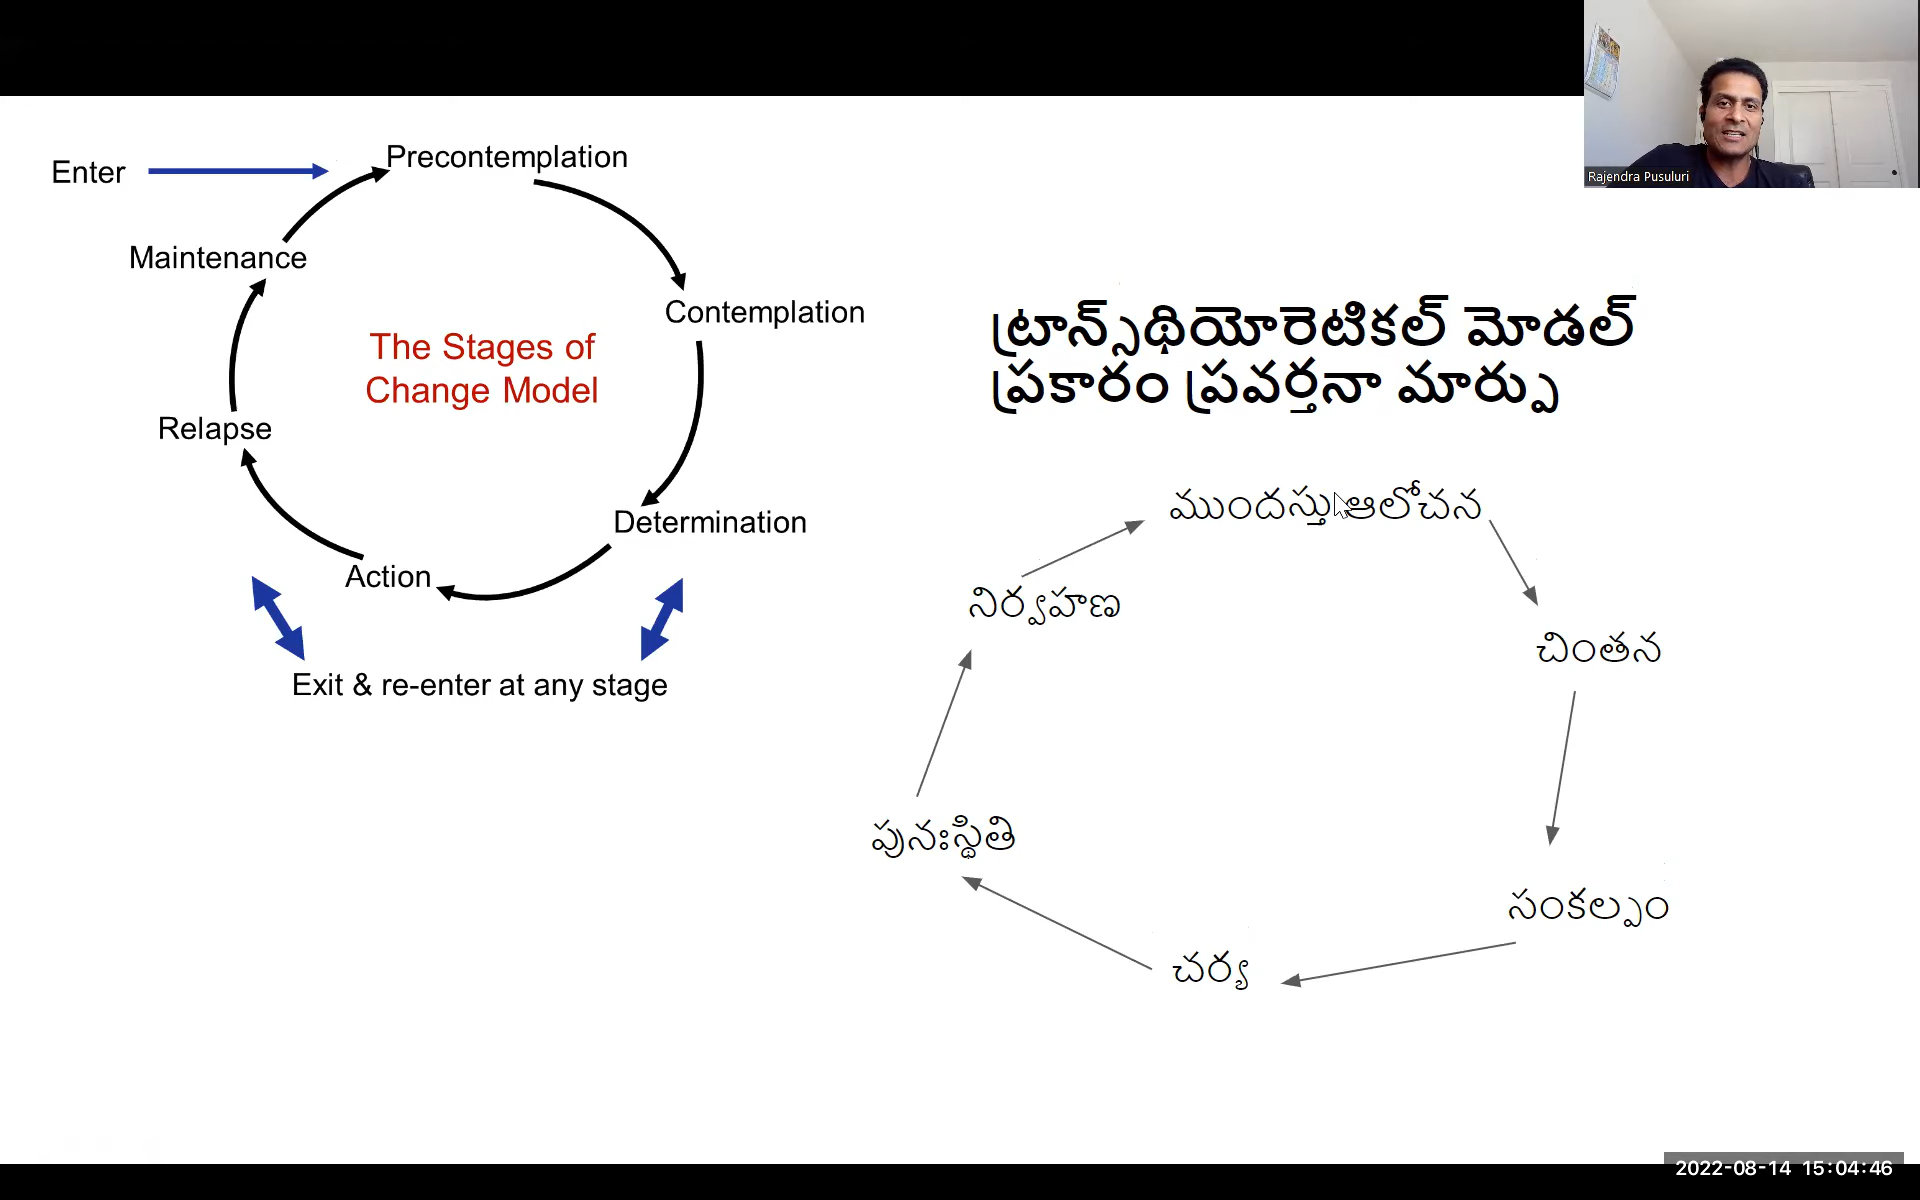 Rajendra Pusuluri
Enter
Precontemplation
Maintenance
Contemplation
The Stages of
Change Model
Relapse
Determination
Action
Exit & re-enter at any stage
ట్రాన్స్‌థియోరెటికల్ మోడల్
ప్రకారం ప్రవర్తనా మార్పు
ముందస్తు ఆలోచన
నిర్వహణ
చింతన
పునఃస్థితి
సంకల్పం
చర్య
2022-08-14 15:04:46